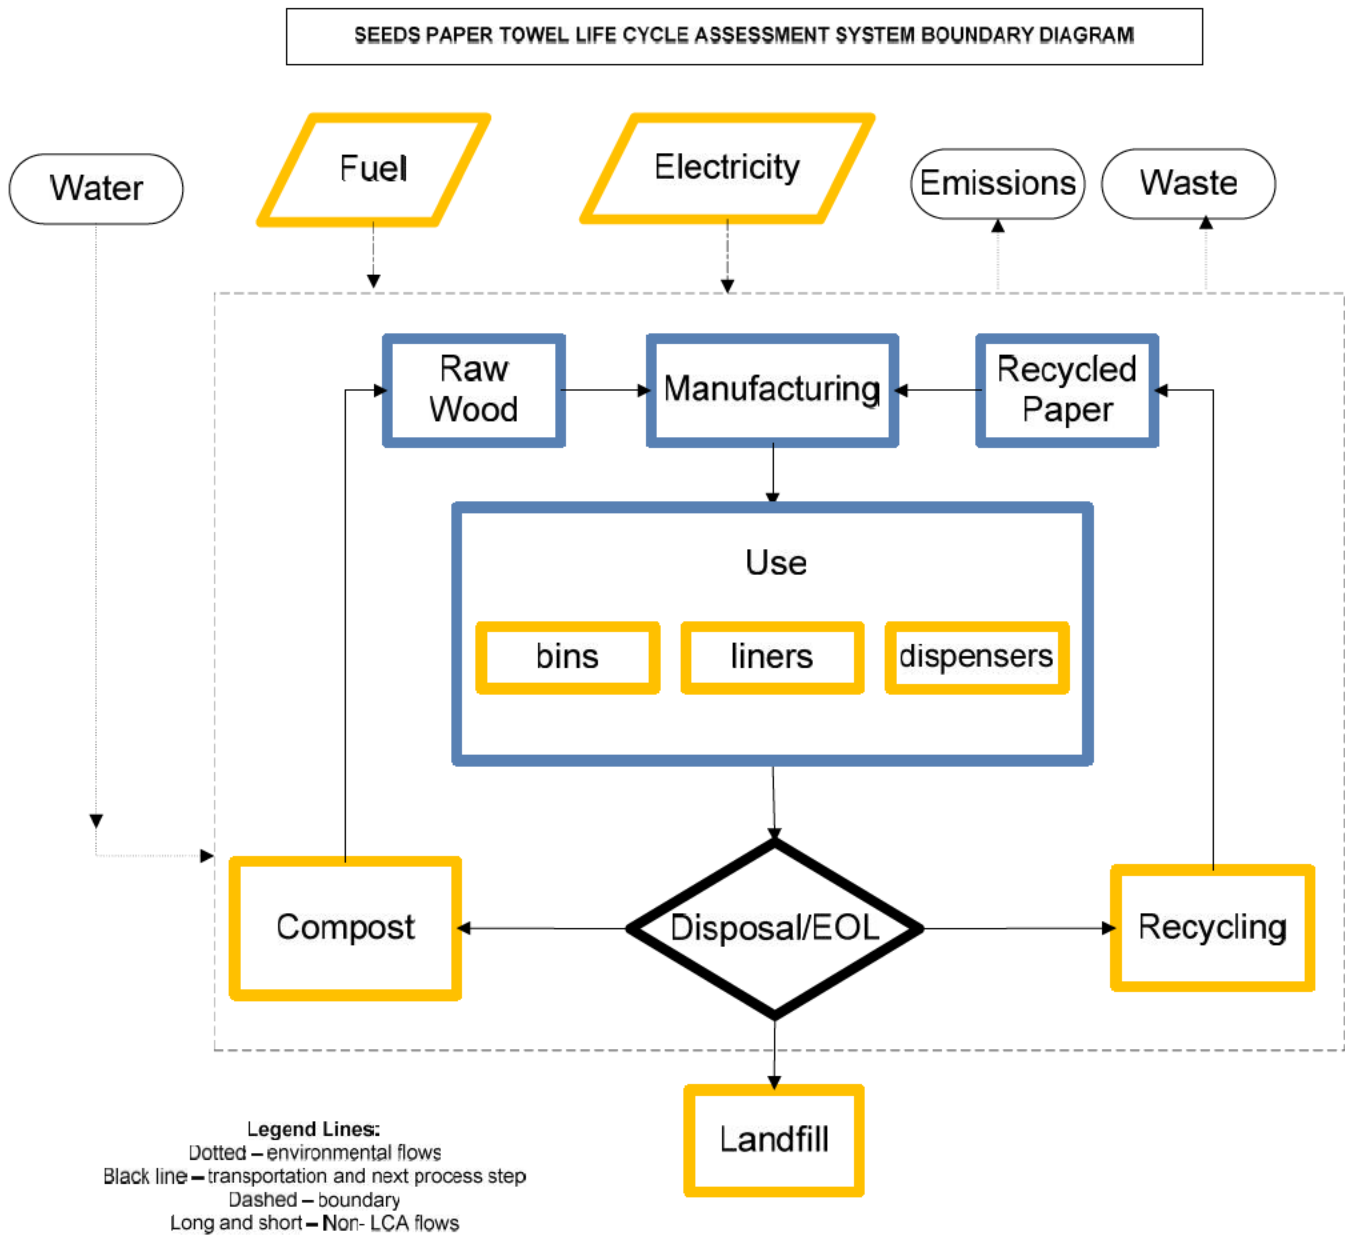 SEEDS PAPER TOWEL LIFE CYCLE ASSESSMENT SYSTEM BOUNDARY DIAGRAM
Water
Fuel
Electricity
Emissions
Waste
Raw
Wood
Manufacturing
Recycled
Paper
Use
bins
liners
dispensers
Compost
Disposal/EOL
Recycling
Landfill
Legend Lines:
Dotted – environmental flows
Black line – transportation and next process step
Dashed – boundary
Long and short – Non- LCA flows